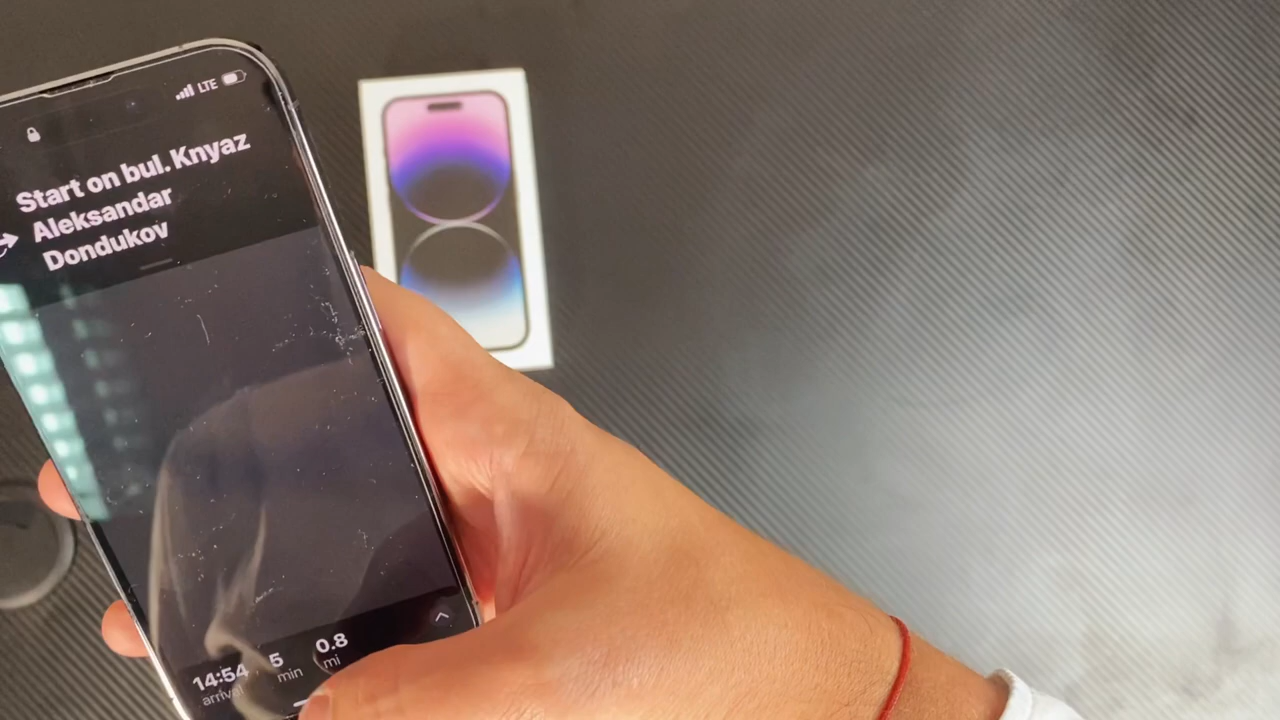 LTE
Start on bul. Knyaz
Aleksandar
Dondukov
14:54 5 0.8
arrival min mi